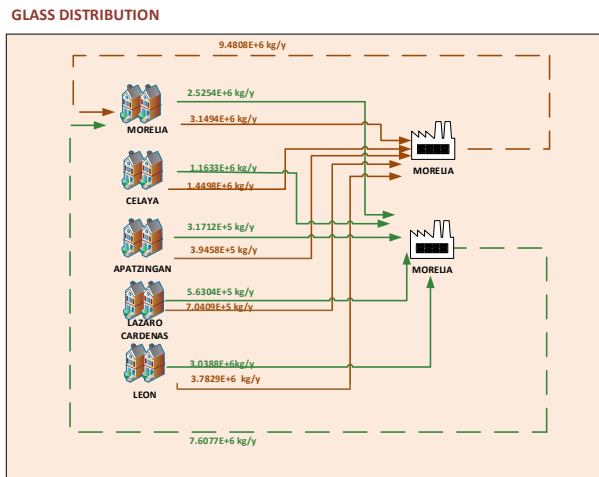 GLASS DISTRIBUTION
9.4808E+6 kg/y
2.5254E+6 kg/y
3.1494E+6 kg/y
MORELIA
MORELIA
1.1633E+6 kg/y
1.4498E+6 kg/y
CELAYA
3.1712E+5 kg/y
3.9458E+5 kg/y
APATZINGAN
MORELIA
5.6304E+5 kg/y
7.0409E+5 kg/y
LAZARO
CARDENAS
3.0388E+6kg/y
3.7829E+6 kg/y
LEON
7.6077E+6 kg/y